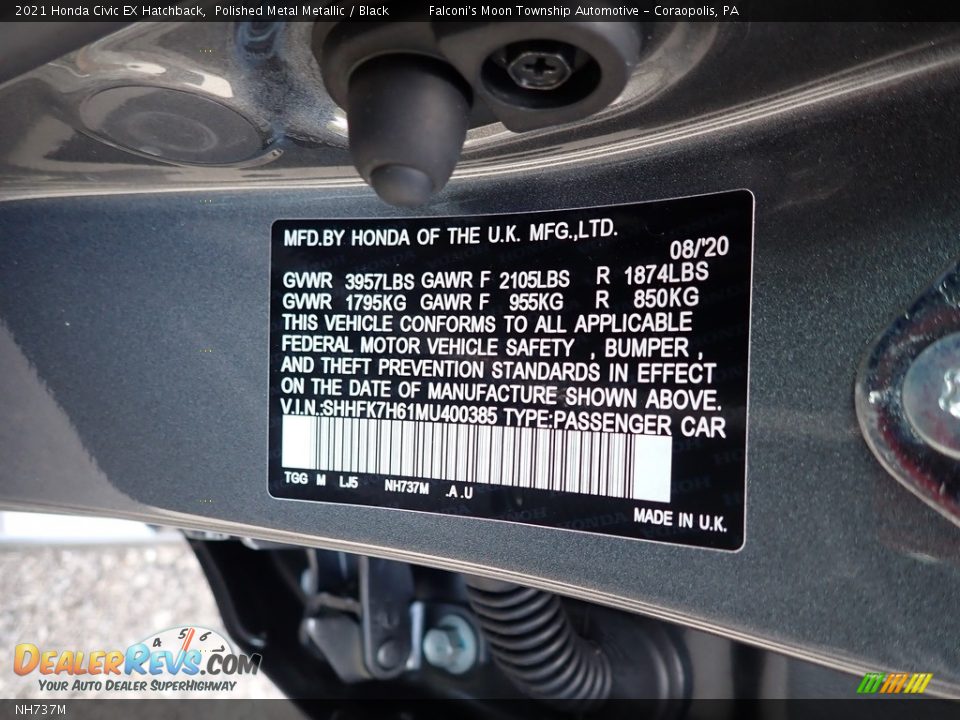 2021 Honda Civic EX Hatchback, Polished Metal Metallic / Black Falconi's Moon Township Automotive - Coraopolis, PA
MFD.BY HONDA OF THE U.K. MFG.,LTD.
08/'20
GVWR 3957LBS GAWR F 2105LBS R 1874LBS
GVWR 1795KG GAWR F 955KG R 850KG
THIS VEHICLE CONFORMS TO ALL APPLICABLE
FEDERAL MOTOR VEHICLE SAFETY , BUMPER ,
AND THEFT PREVENTION STANDARDS IN EFFECT
ON THE DATE OF MANUFACTURE SHOWN ABOVE.
V.I.N.:SHHFK7H61MU400385 TYPE:PASSENGER CAR
TGG M LJ5 NH737M .A .U
MADE IN U.K.
4 5 6
DEALERREVS.COM
YOUR AUTO DEALER SUPERHIGHWAY
NH737M